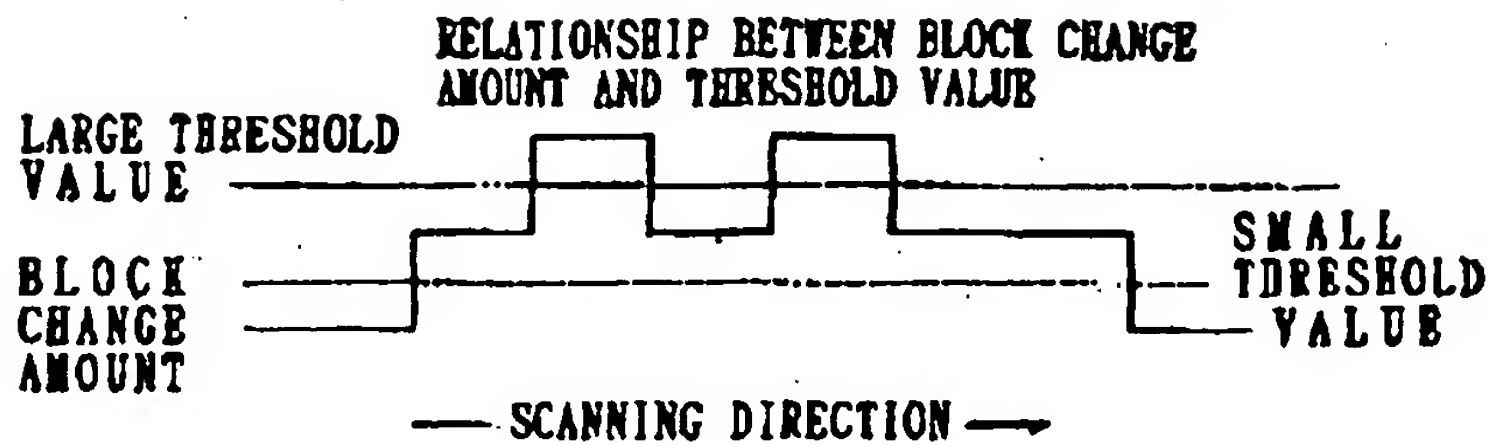 RELATIONSHIP BETWEEN BLOCK CHANGE
AMOUNT AND THRESHOLD VALUE
LARGE THRESHOLD
VALUE
BLOCK
CHANGE
AMOUNT
SMALL
THRESHOLD
VALUE
SCANNING DIRECTION